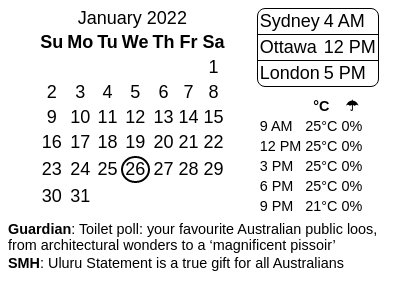 January 2022
Su Mo Tu We Th Fr Sa
1
2 3 4 5 6 7 8
9 10 11 12 13 14 15
16 17 18 19 20 21 22
23 24 25 26 27 28 29
30 31
Sydney 4 AM
Ottawa 12 PM
London 5 PM
°C ☂
9 AM 25°C 0%
12 PM 25°C 0%
3 PM 25°C 0%
6 PM 25°C 0%
9 PM 21°C 0%
Guardian: Toilet poll: your favourite Australian public loos,
from architectural wonders to a ‘magnificent pissoir’
SMH: Uluru Statement is a true gift for all Australians